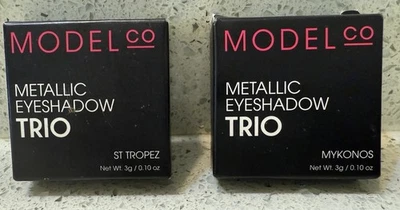 MODEL CO
METALLIC
EYESHADOW
TRIO
ST TROPEZ
Net Wt. 3g / 0.10 oz
MODEL CO
METALLIC
EYESHADOW
TRIO
MYKONOS
Net Wt. 3g / 0.10 oz